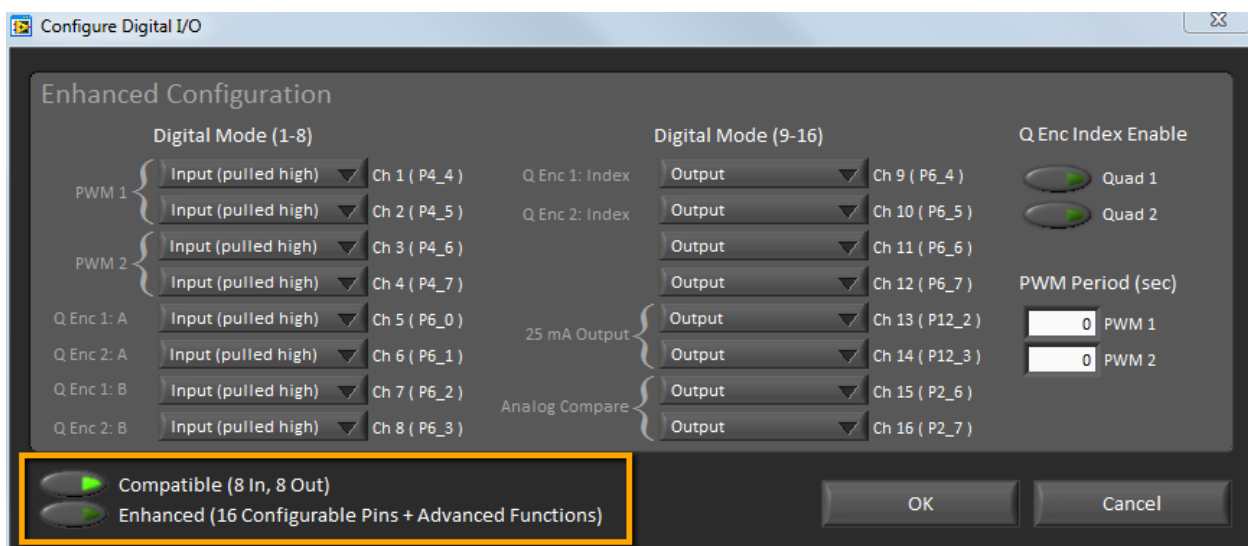 Configure Digital I/O
Enhanced Configuration
Digital Mode (1-8)
Digital Mode (9-16)
Q Enc Index Enable
PWM 1
Input (pulled high) Ch 1 ( P4_4 )
Input (pulled high) Ch 2 ( P4_5 )
PWM 2
Input (pulled high) Ch 3 ( P4_6 )
Input (pulled high) Ch 4 ( P4_7 )
Q Enc 1: A Input (pulled high) Ch 5 ( P6_0 )
Q Enc 2: A Input (pulled high) Ch 6 ( P6_1 )
Q Enc 1: B Input (pulled high) Ch 7 ( P6_2 )
Q Enc 2: B Input (pulled high) Ch 8 ( P6_3 )
Q Enc 1: Index Output Ch 9 ( P6_4 )
Q Enc 2: Index Output Ch 10 ( P6_5 )
Output Ch 11 ( P6_6 )
Output Ch 12 ( P6_7 )
25 mA Output
Output Ch 13 ( P12_2 )
Output Ch 14 ( P12_3 )
Analog Compare
Output Ch 15 ( P2_6 )
Output Ch 16 ( P2_7 )
Quad 1
Quad 2
PWM Period (sec)
0 PWM 1
0 PWM 2
Compatible (8 In, 8 Out)
Enhanced (16 Configurable Pins + Advanced Functions)
OK
Cancel